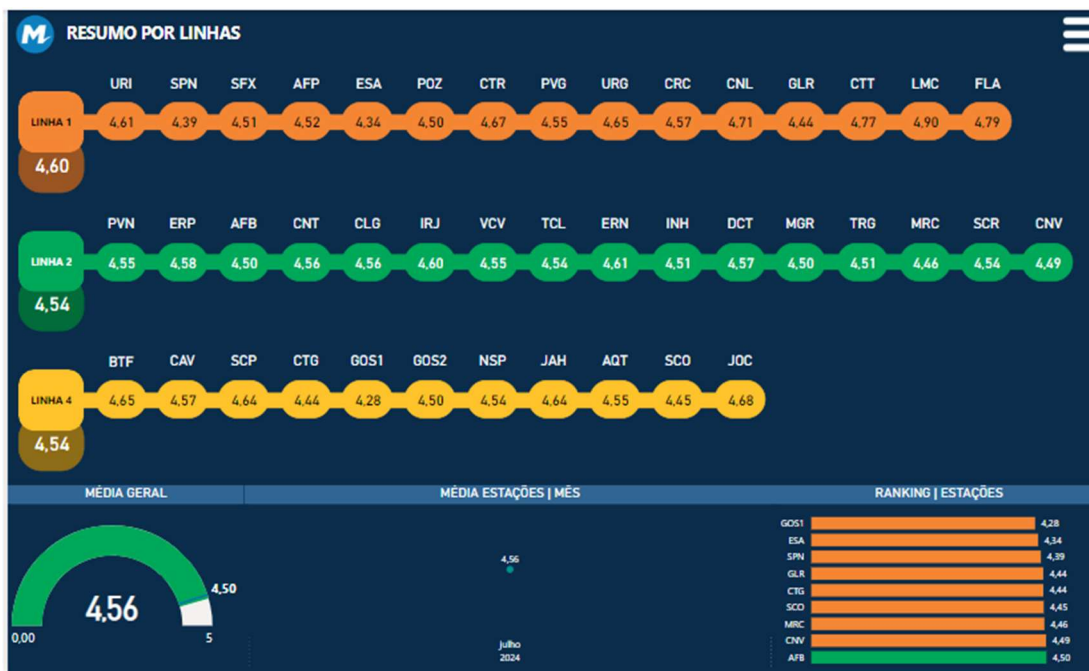 RESUMO POR LINHAS
URI SPN SFX AFP ESA POZ CTR PVG URG CRC CNL GLR CTT LMC FLA
LINHA 1 4,61 4,39 4,51 4,52 4,34 4,50 4,67 4,55 4,65 4,57 4,71 4,44 4,77 4,90 4,79
4,60
PVN ERP AFB CNT CLG IRJ VCV TCL ERN INH DCT MGR TRG MRC SCR CNV
LINHA 2 4,55 4,58 4,50 4,56 4,56 4,60 4,55 4,54 4,61 4,51 4,57 4,50 4,51 4,46 4,54 4,49
4,54
BTF CAV SCP CTG GOS1 GOS2 NSP JAH AQT SCO JOC
LINHA 4 4,65 4,57 4,64 4,44 4,28 4,50 4,54 4,64 4,55 4,45 4,68
4,54
MÉDIA GERAL MÉDIA ESTAÇÕES | MÊS RANKING | ESTAÇÕES
4,50
4,56
0,00 5
4,56
Julho
2024
GOS1 4,28
ESA 4,34
SPN 4,39
GLR 4,44
CTG 4,44
SCO 4,45
MRC 4,46
CNV 4,49
AFB 4,50